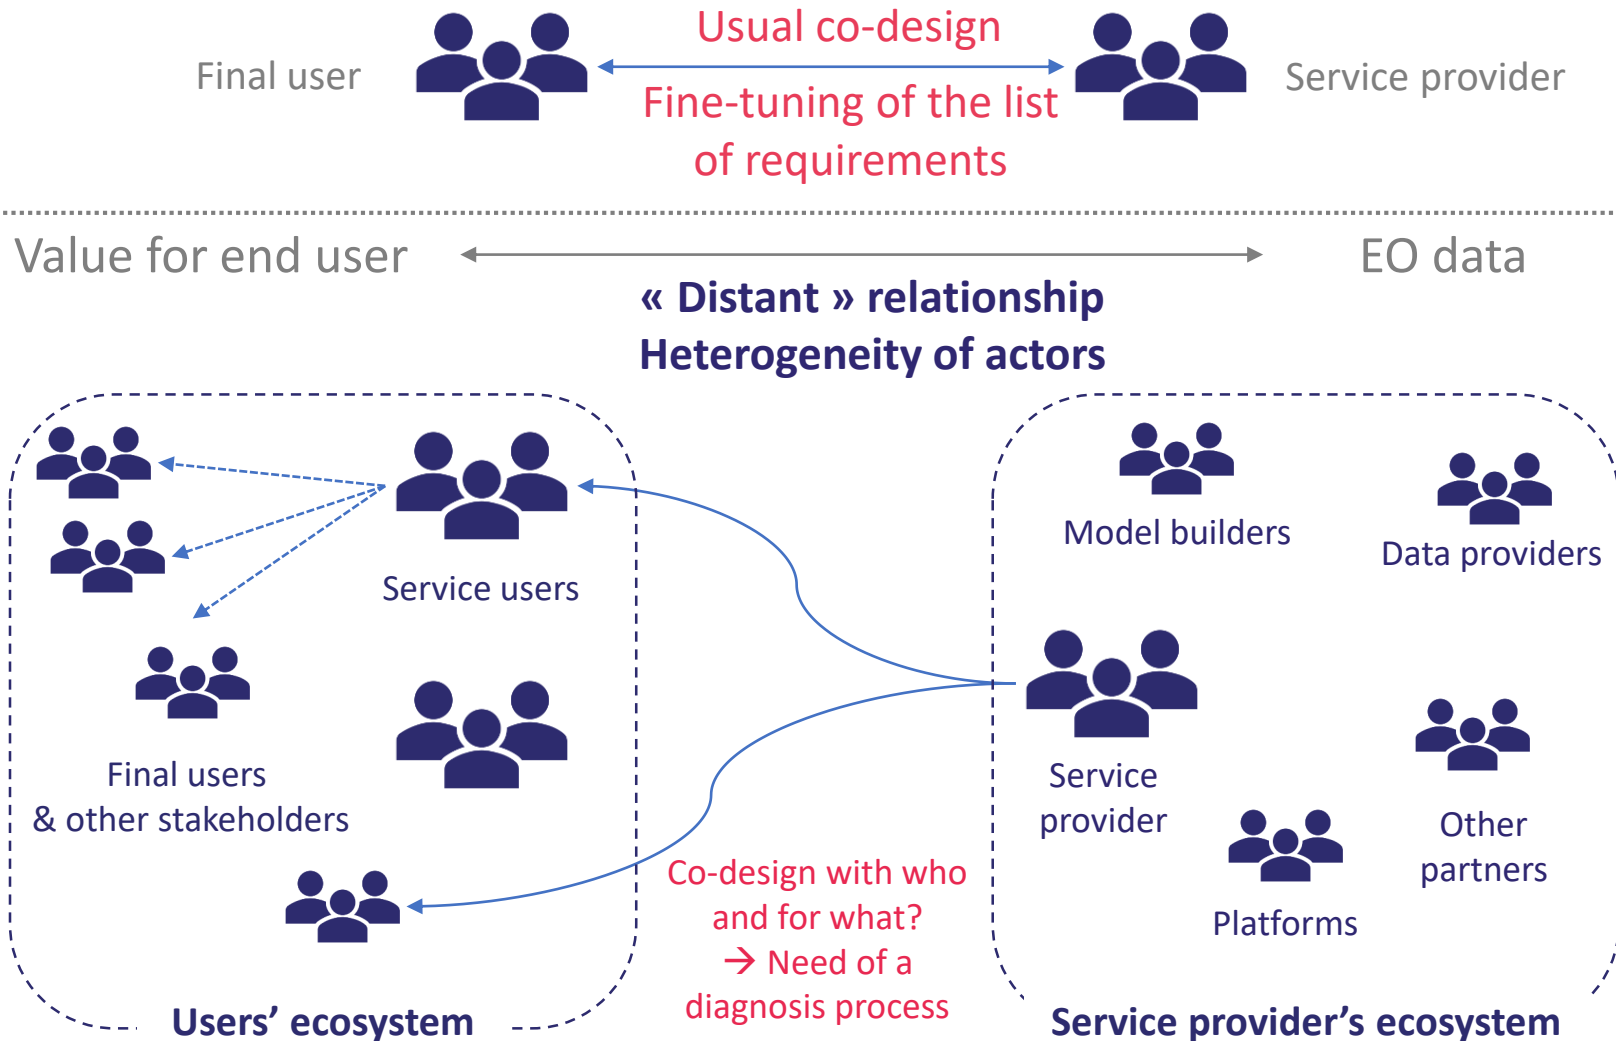 Usual co-design
Final user
Service provider
Fine-tuning of the list
of requirements
Value for end user
EO data
« Distant » relationship
Heterogeneity of actors
Model builders
Data providers
Service users
Final users
& other stakeholders
Service
provider
Other
partners
Platforms
Co-design with who
and for what?
→ Need of a
diagnosis process
Users’ ecosystem
Service provider’s ecosystem